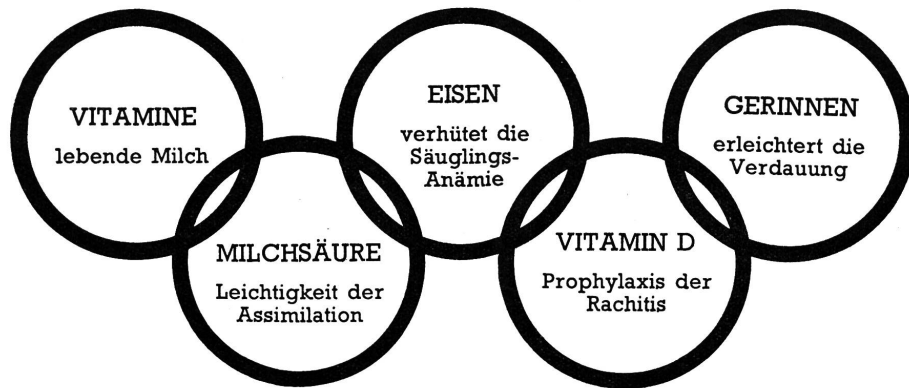 VITAMINE
lebende Milch
MILCHSÄURE
Leichtigkeit der
Assimilation
EISEN
verhütet die
Säuglings-
Anämie
VITAMIN D
Prophylaxis der
Rachitis
GERINNEN
erleichtert die
Verdauung